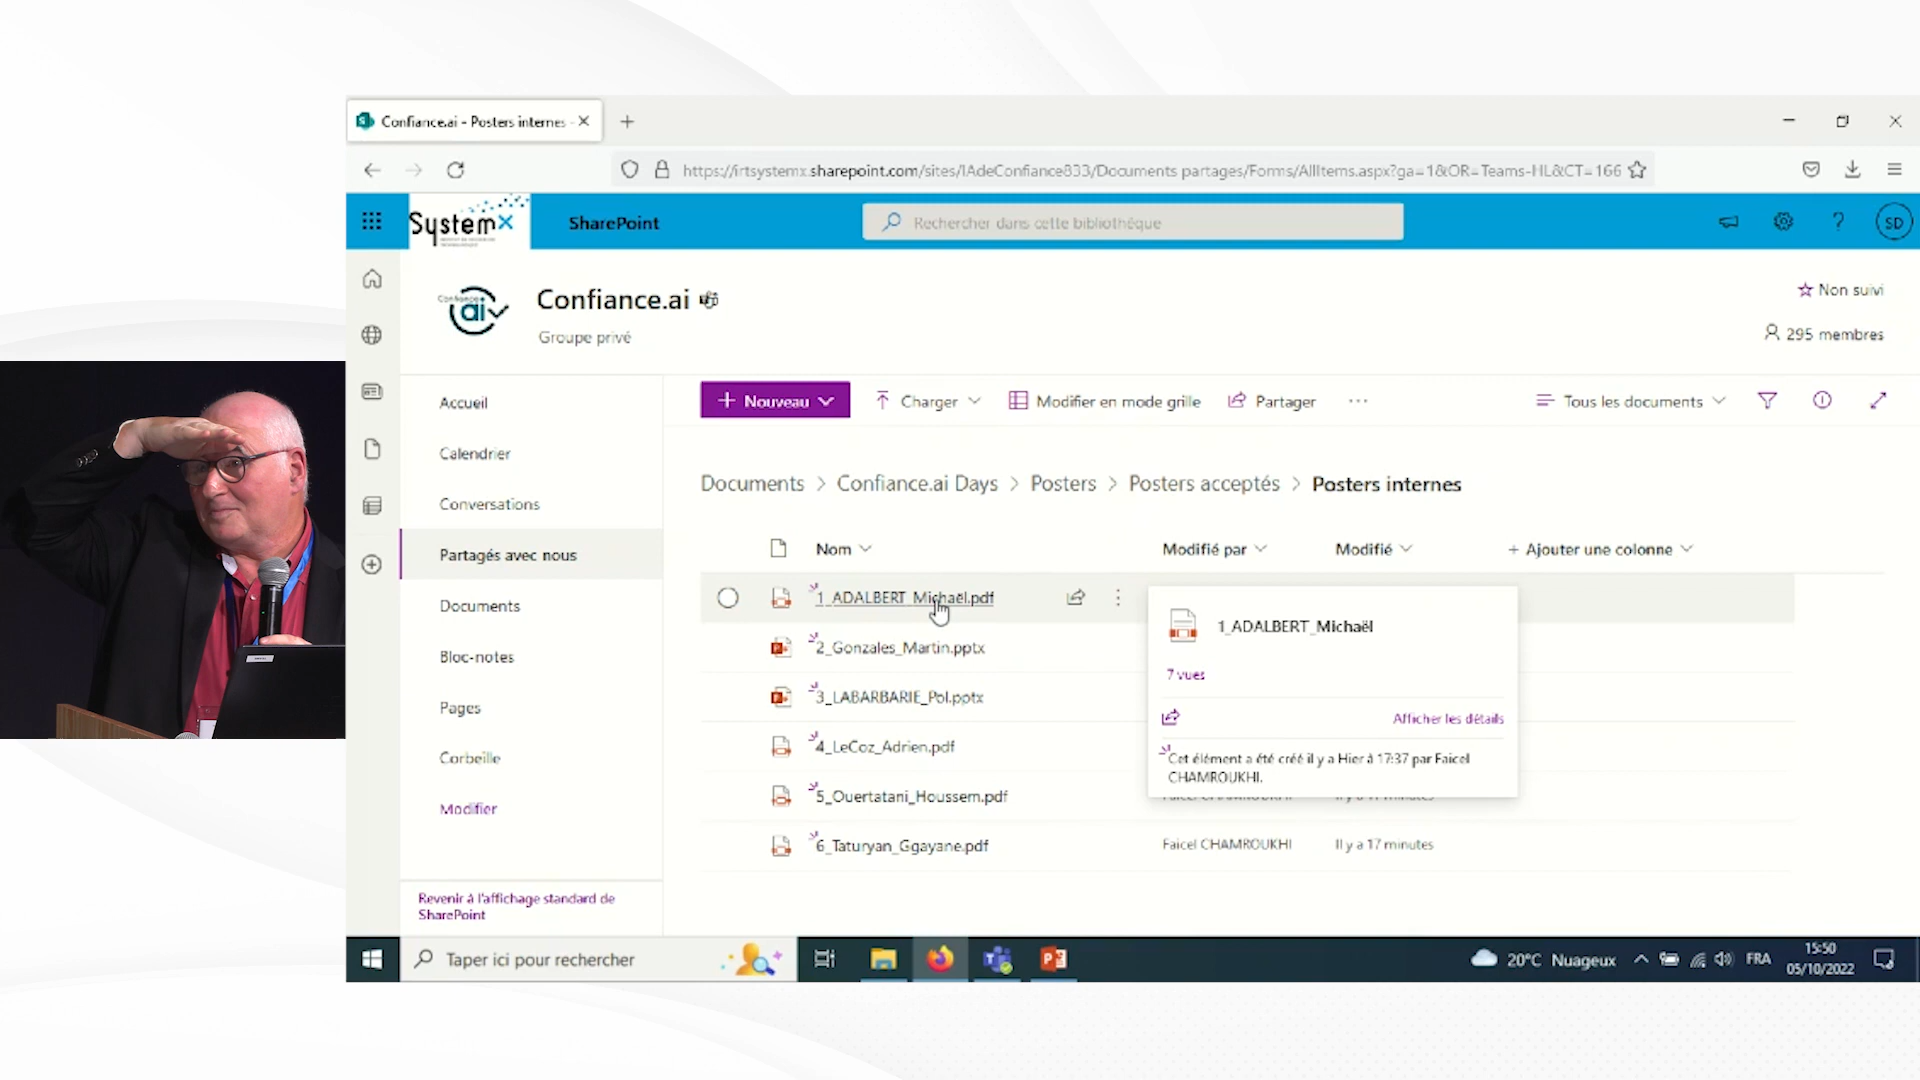 Confiance.ai - Posters internes -
https://irtsystemx.sharepoint.com/sites/IAdeConfiance833/Documents partages/Forms/AllItems.aspx?ga=1&OR=Teams-HL&CT=166
SystemX
SharePoint
Rechercher dans cette bibliothèque
SD
Confiance ai
Confiance.ai
Groupe privé
Non suivi
295 membres
Accueil
Calendrier
Conversations
Partagés avec nous
Documents
Bloc-notes
Pages
Corbeille
Modifier
Revenir à l'affichage standard de
SharePoint
+ Nouveau
Charger
Modifier en mode grille
Partager
Tous les documents
Documents > Confiance.ai Days > Posters > Posters acceptés > Posters internes
Nom
Modifié par
Modifié
+ Ajouter une colonne
1_ADALBERT_Michaël.pdf
2_Gonzales_Martin.pptx
3_LABARBARIE_Pol.pptx
4_LeCoz_Adrien.pdf
5_Ouertatani_Houssem.pdf
6_Taturyan_Ggayane.pdf
Faicel CHAMROUKHI
Il y a 17 minutes
1_ADALBERT_Michaël
7 vues
Afficher les détails
Cet élément a été créé il y a Hier à 17:37 par Faicel
CHAMROUKHI.
Taper ici pour rechercher
20°C Nuageux
FRA
15:50
05/10/2022